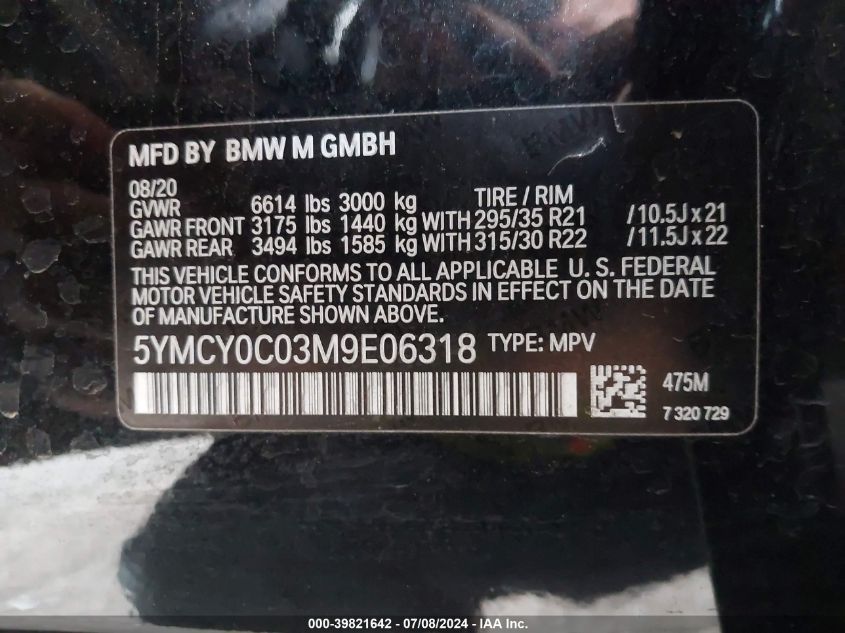 MFD BY BMW M GMBH
08/20
GVWR 6614 lbs 3000 kg TIRE / RIM
GAWR FRONT 3175 lbs 1440 kg WITH 295/35 R21 /10.5J x 21
GAWR REAR 3494 lbs 1585 kg WITH 315/30 R22 /11.5J x 22
THIS VEHICLE CONFORMS TO ALL APPLICABLE U. S. FEDERAL
MOTOR VEHICLE SAFETY STANDARDS IN EFFECT ON THE DATE
OF MANUFACTURE SHOWN ABOVE.
5YMCY0C03M9E06318 TYPE: MPV
475M
7 320 729
000-39821642 - 07/08/2024 - IAA Inc.